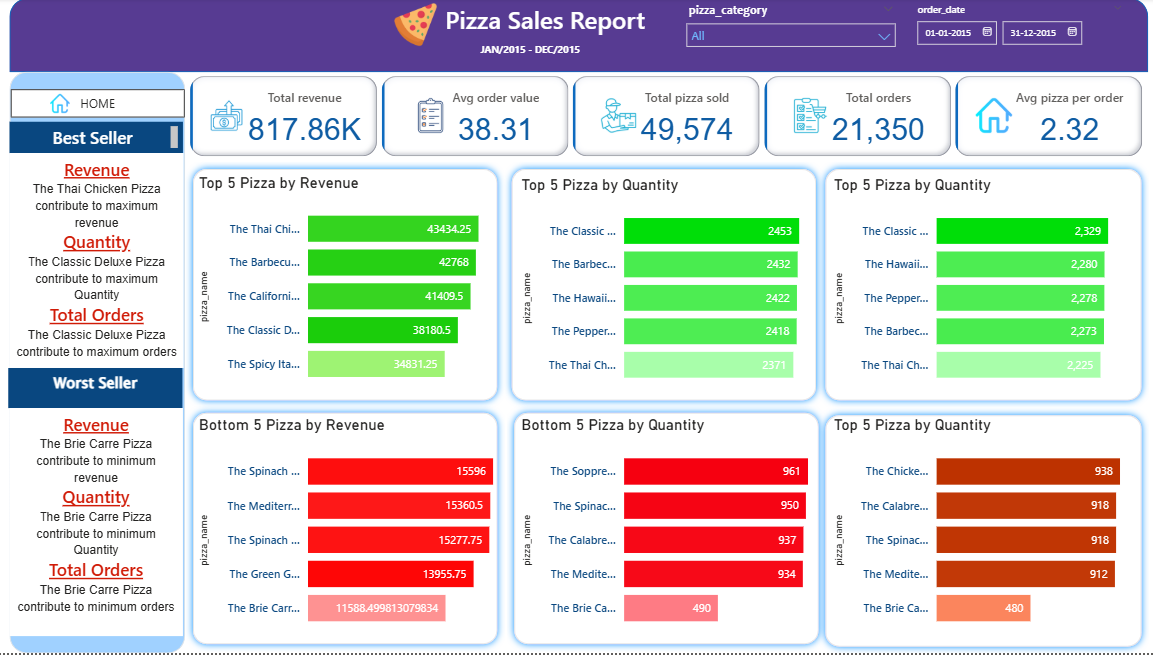 Pizza Sales Report
JAN/2015 - DEC/2015
pizza_category
All
order_date
01-01-2015
31-12-2015
HOME
Best Seller
Revenue
The Thai Chicken Pizza
contribute to maximum
revenue
Quantity
The Classic Deluxe Pizza
contribute to maximum
Quantity
Total Orders
The Classic Deluxe Pizza
contribute to maximum orders
Worst Seller
Revenue
The Brie Carre Pizza
contribute to minimum
revenue
Quantity
The Brie Carre Pizza
contribute to minimum
Quantity
Total Orders
The Brie Carre Pizza
contribute to minimum orders
Total revenue
817.86K
Avg order value
38.31
Total pizza sold
49,574
Total orders
21,350
Avg pizza per order
2.32
Top 5 Pizza by Revenue
pizza_name
The Thai Chi... 43434.25
The Barbecu... 42768
The Californi... 41409.5
The Classic D... 38180.5
The Spicy Ita... 34831.25
Top 5 Pizza by Quantity
pizza_name
The Classic ... 2453
The Barbec... 2432
The Hawaii... 2422
The Pepper... 2418
The Thai Ch... 2371
Top 5 Pizza by Quantity
pizza_name
The Classic ... 2,329
The Hawaii... 2,280
The Pepper... 2,278
The Barbec... 2,273
The Thai Ch... 2,225
Bottom 5 Pizza by Revenue
pizza_name
The Spinach ... 15596
The Mediterr... 15360.5
The Spinach ... 15277.75
The Green G... 13955.75
The Brie Carr... 11588.499813079834
Bottom 5 Pizza by Quantity
pizza_name
The Soppre... 961
The Spinac... 950
The Calabre... 937
The Medite... 934
The Brie Ca... 490
Top 5 Pizza by Quantity
pizza_name
The Chicke... 938
The Calabre... 918
The Spinac... 918
The Medite... 912
The Brie Ca... 480